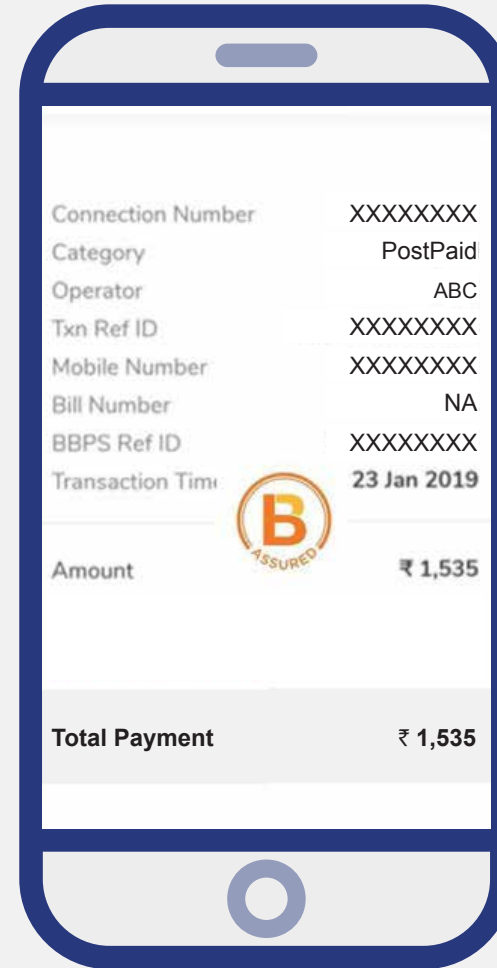 Connection Number XXXXXXXX
Category PostPaid
Operator ABC
Txn Ref ID XXXXXXXX
Mobile Number XXXXXXXX
Bill Number NA
BBPS Ref ID XXXXXXXX
Transaction Time 23 Jan 2019
B
ASSURED
Amount ₹ 1,535
Total Payment ₹ 1,535